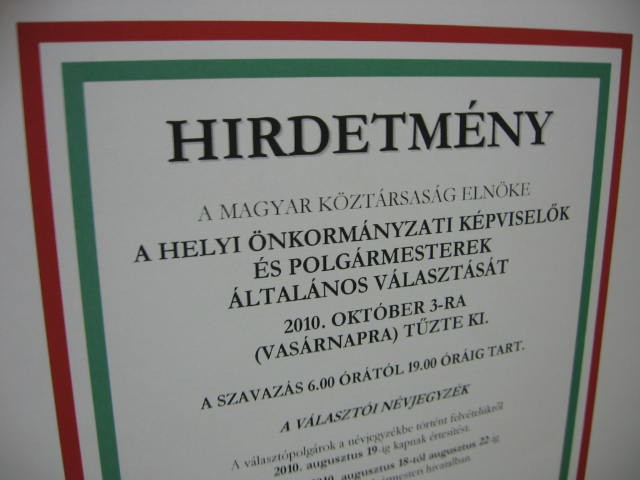 HIRDETMÉNY
A MAGYAR KÖZTÁRSASÁG ELNÖKE
A HELYI ÖNKORMÁNYZATI KÉPVISELŐK
ÉS POLGÁRMESTEREK
ÁLTALÁNOS VÁLASZTÁSÁT
2010. OKTÓBER 3-RA
(VASÁRNAPRA) TŰZTE KI.
A SZAVAZÁS 6.00 ÓRÁTÓL 19.00 ÓRÁIG TART.
A VÁLASZTÓI NÉVJEGYZÉK
A választópolgárok a névjegyzékbe történt felvételükről
2010. augusztus 19-ig kapnak értesítést.
augusztus 18-tól augusztus 22-ig
hivatalban.